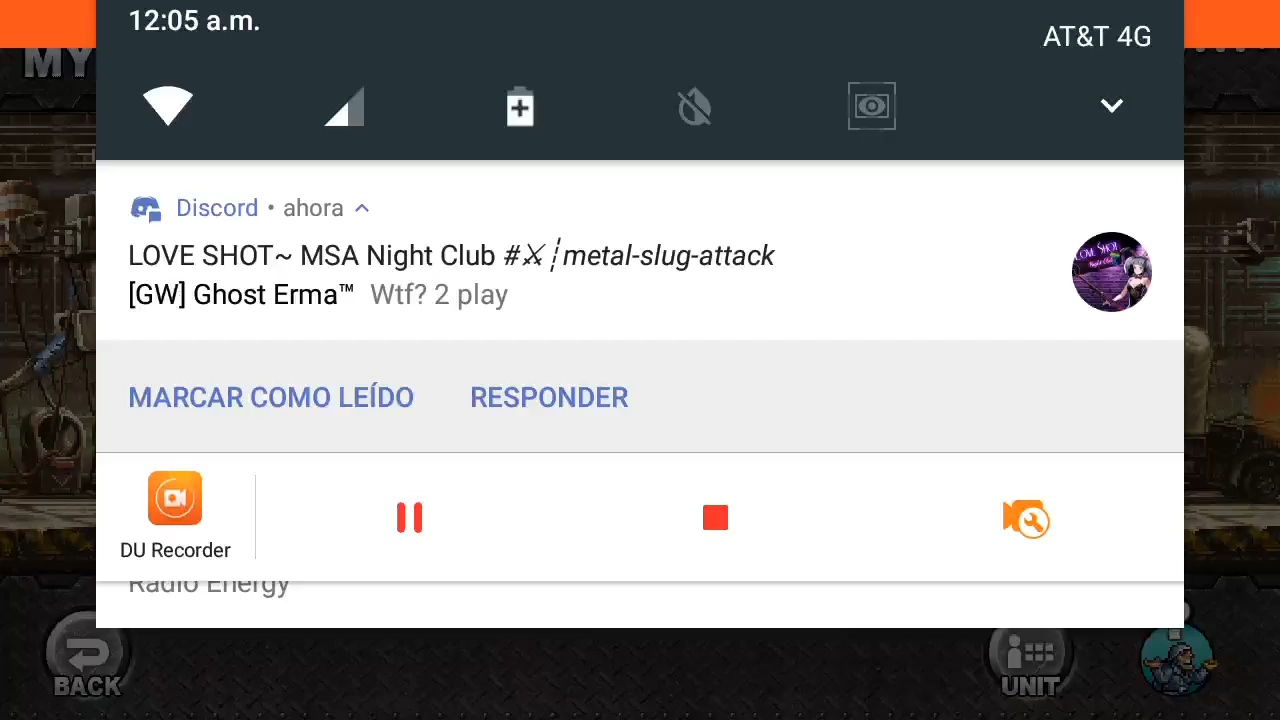 12:05 a.m.
AT&T 4G
MY
Discord • ahora
LOVE SHOT~ MSA Night Club #⚔┊metal-slug-attack
[GW] Ghost Erma™ Wtf? 2 play
MARCAR COMO LEÍDO RESPONDER
DU Recorder
Radio Energy
BACK
UNIT